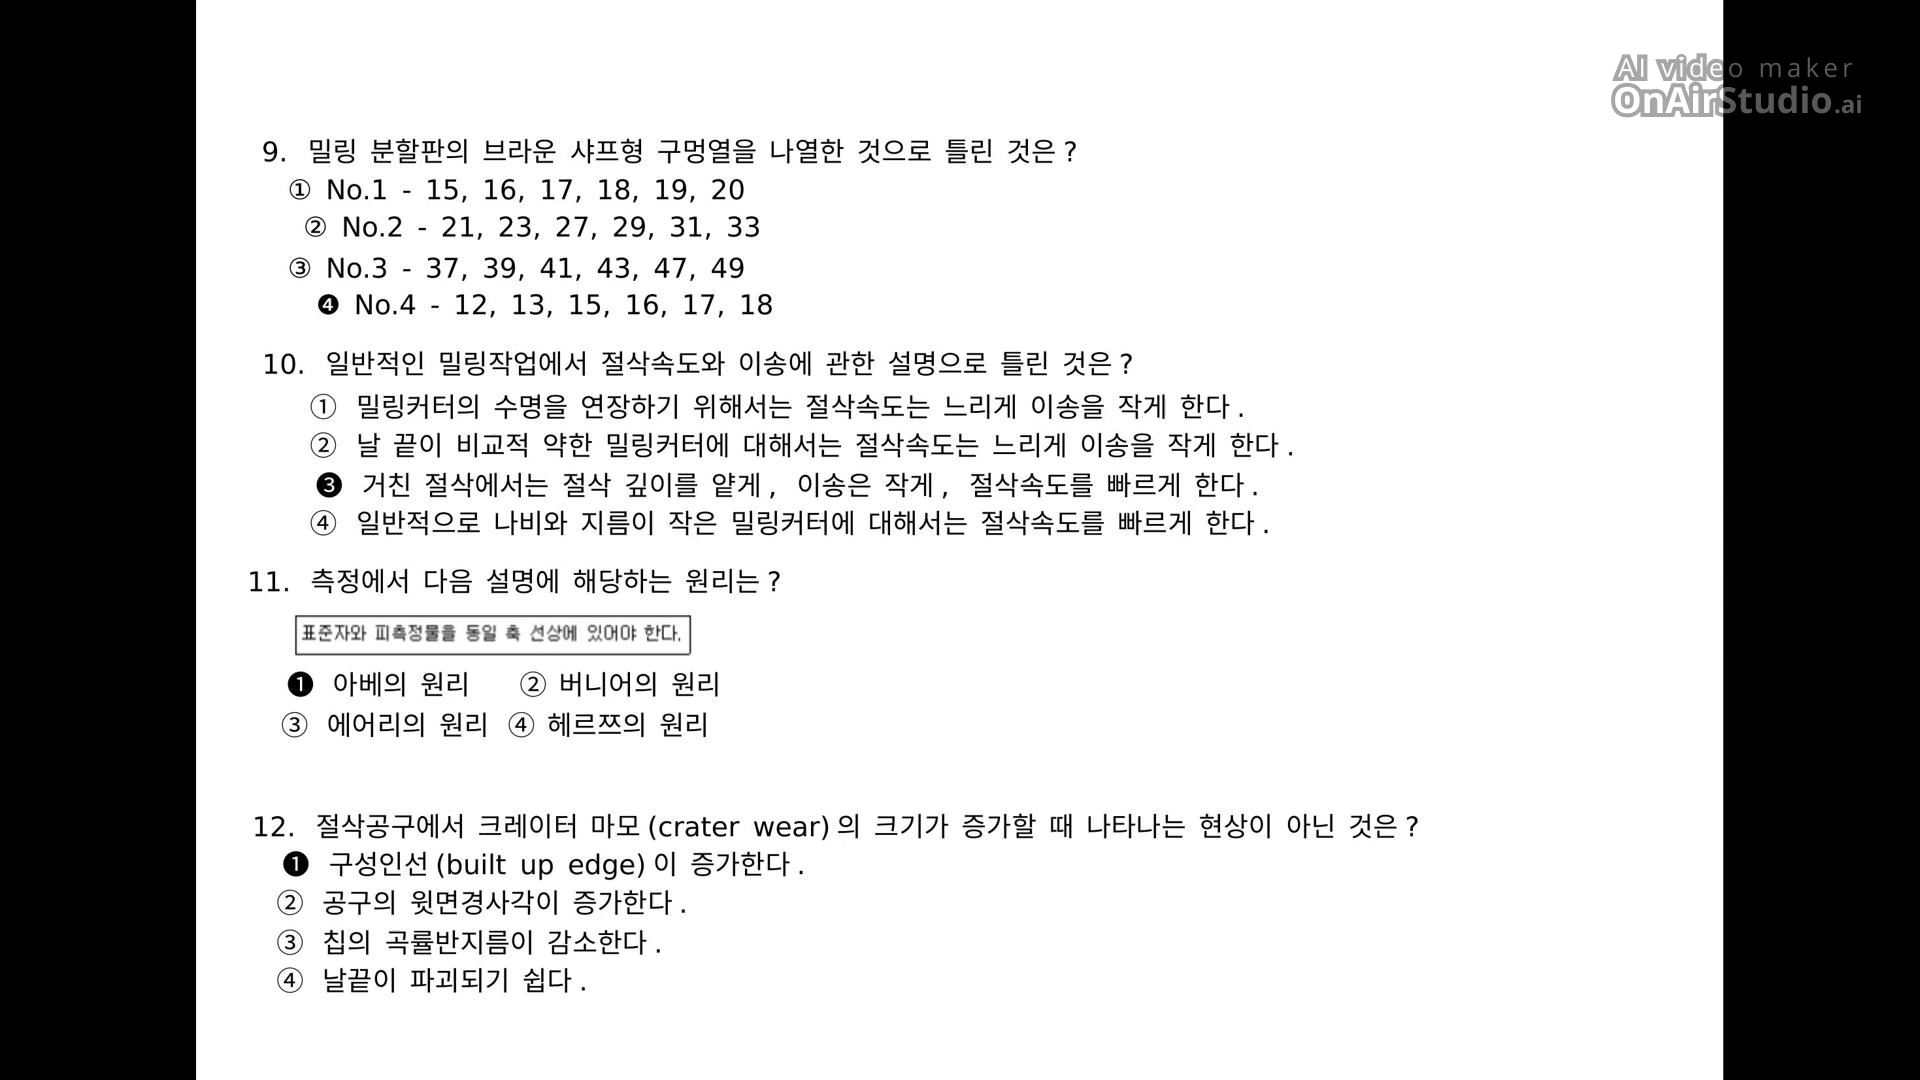 AI video maker
OnAirStudio.ai
9. 밀링 분할판의 브라운 샤프형 구멍열을 나열한 것으로 틀린 것은?
① No.1 - 15, 16, 17, 18, 19, 20
② No.2 - 21, 23, 27, 29, 31, 33
③ No.3 - 37, 39, 41, 43, 47, 49
❹ No.4 - 12, 13, 15, 16, 17, 18
10. 일반적인 밀링작업에서 절삭속도와 이송에 관한 설명으로 틀린 것은?
① 밀링커터의 수명을 연장하기 위해서는 절삭속도는 느리게 이송을 작게 한다.
② 날 끝이 비교적 약한 밀링커터에 대해서는 절삭속도는 느리게 이송을 작게 한다.
❸ 거친 절삭에서는 절삭 깊이를 얕게, 이송은 작게, 절삭속도를 빠르게 한다.
④ 일반적으로 나비와 지름이 작은 밀링커터에 대해서는 절삭속도를 빠르게 한다.
11. 측정에서 다음 설명에 해당하는 원리는?
표준자와 피측정물을 동일 축 선상에 있어야 한다.
❶ 아베의 원리 ② 버니어의 원리
③ 에어리의 원리 ④ 헤르쯔의 원리
12. 절삭공구에서 크레이터 마모(crater wear)의 크기가 증가할 때 나타나는 현상이 아닌 것은?
❶ 구성인선(built up edge)이 증가한다.
② 공구의 윗면경사각이 증가한다.
③ 칩의 곡률반지름이 감소한다.
④ 날끝이 파괴되기 쉽다.